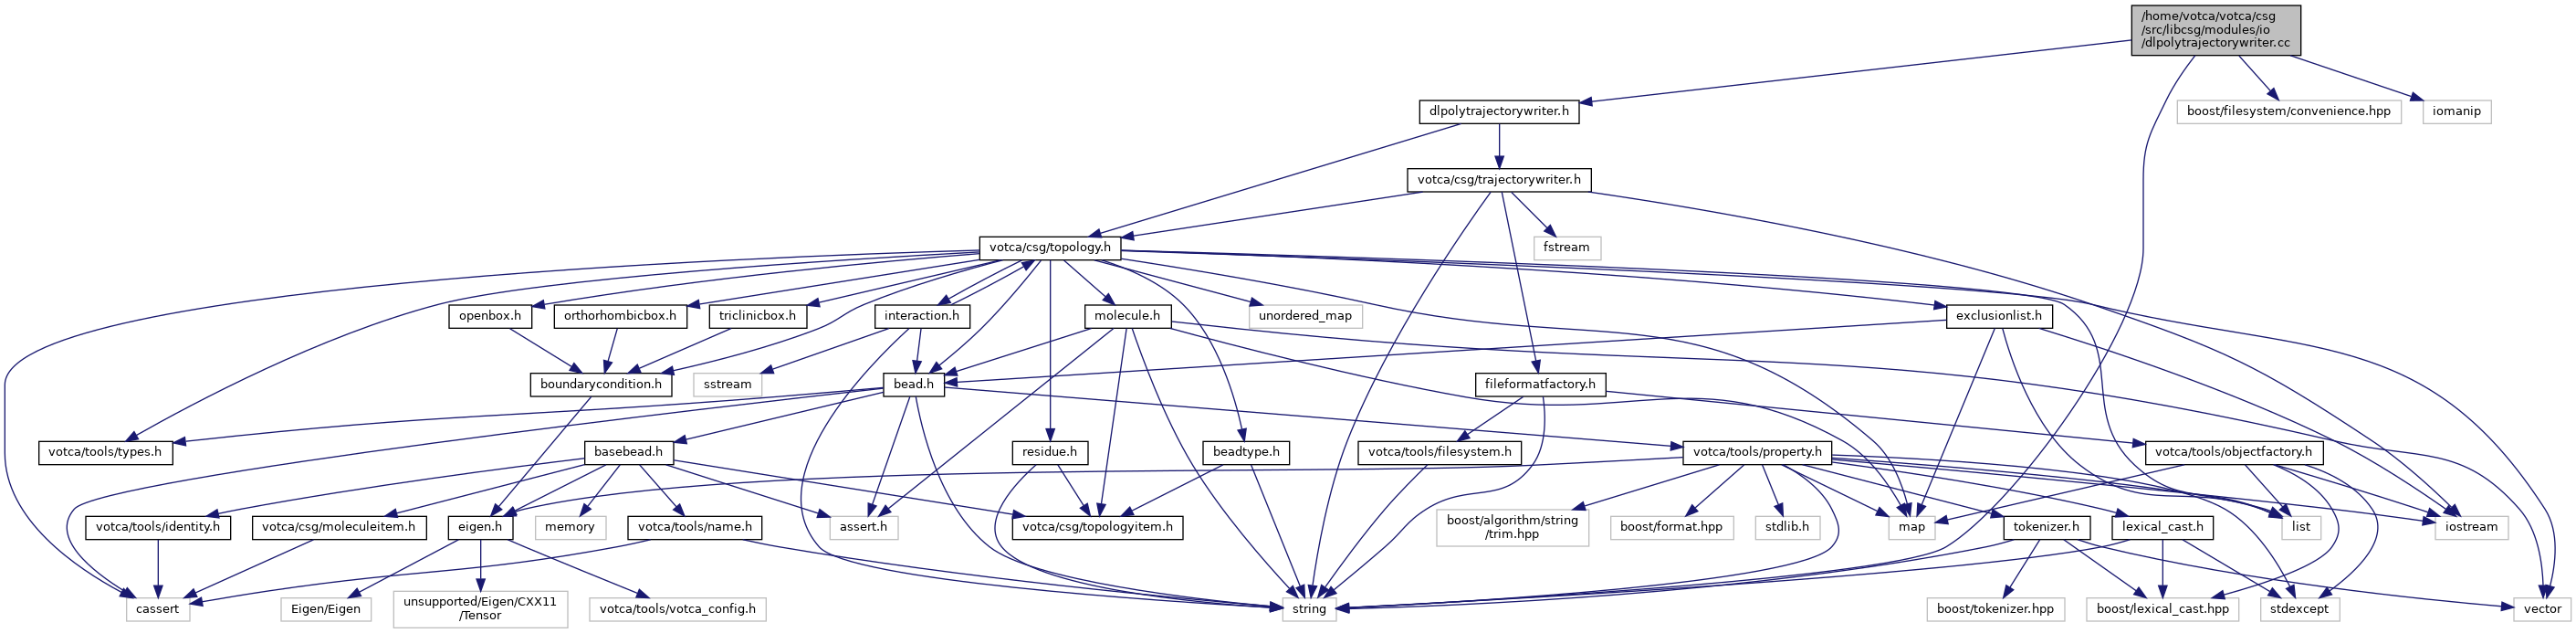 /home/votca/votca/csg
/src/libcsg/modules/io
/dlpolytrajectorywriter.cc
dlpolytrajectorywriter.h
boost/filesystem/convenience.hpp
iomanip
votca/csg/trajectorywriter.h
votca/csg/topology.h
fstream
openbox.h
orthorhombicbox.h
triclinicbox.h
interaction.h
molecule.h
unordered_map
exclusionlist.h
boundarycondition.h
sstream
bead.h
fileformatfactory.h
votca/tools/types.h
basebead.h
residue.h
beadtype.h
votca/tools/filesystem.h
votca/tools/property.h
votca/tools/objectfactory.h
votca/tools/identity.h
votca/csg/moleculeitem.h
eigen.h
memory
votca/tools/name.h
assert.h
votca/csg/topologyitem.h
boost/algorithm/string
/trim.hpp
boost/format.hpp
stdlib.h
map
tokenizer.h
lexical_cast.h
list
iostream
cassert
Eigen/Eigen
unsupported/Eigen/CXX11
/Tensor
votca/tools/votca_config.h
string
boost/tokenizer.hpp
boost/lexical_cast.hpp
stdexcept
vector